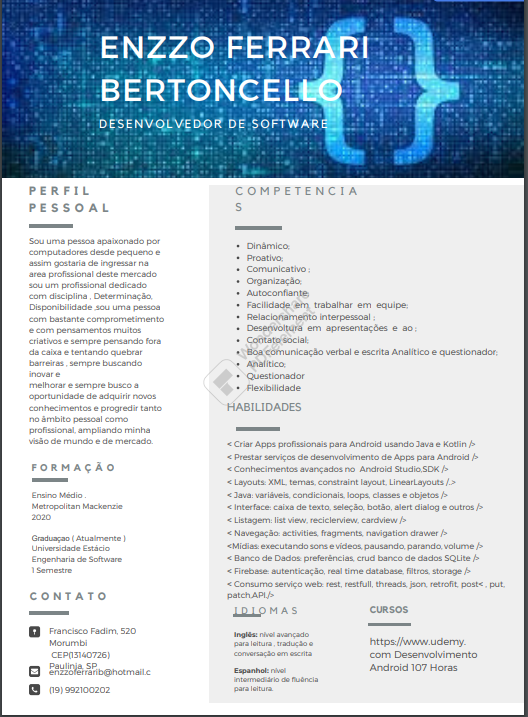 ENZZO FERRARI
BERTONCELLO
DESENVOLVEDOR DE SOFTWARE
PERFIL
PESSOAL
Sou uma pessoa apaixonado por
computadores desde pequeno e
assim gostaria de ingressar na
area profissional deste mercado
sou um profissional dedicado
com disciplina , Determinação,
Disponibilidade ,sou uma pessoa
com bastante comprometimento
e com pensamentos muitos
criativos e sempre pensando fora
da caixa e tentando quebrar
barreiras , sempre buscando
inovar e
melhorar e sempre busco a
oportunidade de adquirir novos
conhecimentos e progredir tanto
no âmbito pessoal como
profissional, ampliando minha
visão de mundo e de mercado.
FORMAÇÃO
Ensino Médio .
Metropolitan Mackenzie
2020
Graduaçao ( Atualmente )
Universidade Estácio
Engenharia de Software
1 Semestre
CONTATO
Francisco Fadim, 520
Morumbi
CEP(13140726)
Paulinia, SP
enzzoferrarib@hotmail.c
(19) 992100202
COMPETENCIA
S
• Dinâmico;
• Proativo;
• Comunicativo ;
• Organização;
• Autoconfiante
• Facilidade em trabalhar em equipe;
• Relacionamento interpessoal ;
• Desenvoltura em apresentações e ao ;
• Contato social;
• Boa comunicação verbal e escrita Analítico e questionador;
• Analítico;
• Questionador
• Flexibilidade
HABILIDADES
< Criar Apps profissionais para Android usando Java e Kotlin />
< Prestar serviços de desenvolvimento de Apps para Android />
< Conhecimentos avançados no Android Studio,SDK />
< Layouts: XML, temas, constraint layout, LinearLayouts /.>
< Java: variáveis, condicionais, loops, classes e objetos />
< Interface: caixa de texto, seleção, botão, alert dialog e outros />
< Listagem: list view, reciclerview, cardview />
< Navegação: activities, fragments, navigation drawer />
<Mídias: executando sons e vídeos, pausando, parando, volume />
< Banco de Dados: preferências, crud banco de dados SQLite />
< Firebase: autenticação, real time database, filtros, storage />
< Consumo serviço web: rest, restfull, threads, json, retrofit, post< , put,
patch,API./>
IDIOMAS
Inglês: nível avançado
para leitura , tradução e
conversação em escrita
Espanhol: nível
intermediário de fluência
para leitura.
CURSOS
https://www.udemy.
com Desenvolvimento
Android 107 Horas
Wondershare
PDFelement